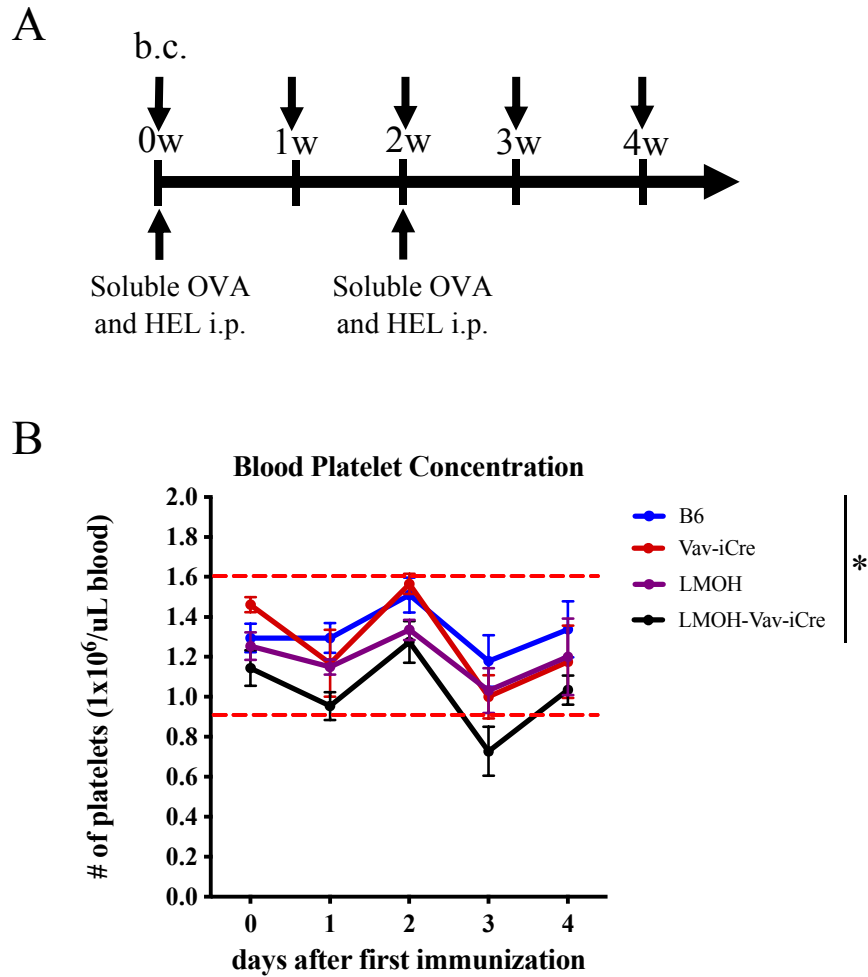 A
b.c.
0w 1w 2w 3w 4w
Soluble OVA
and HEL i.p.
Soluble OVA
and HEL i.p.
B
Blood Platelet Concentration
# of platelets (1x10⁶/uL blood)
2.0
1.8
1.6
1.4
1.2
1.0
0.8
0.6
0.4
0.2
0.0
0 1 2 3 4
days after first immunization
B6
Vav-iCre
LMOH
LMOH-Vav-iCre
*